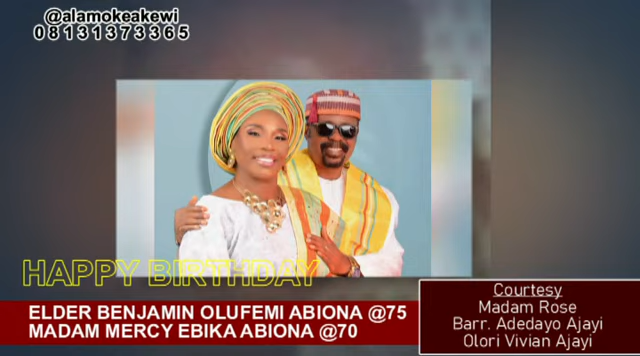 @alamokeakewi
08131373365
HAPPY BIRTHDAY
ELDER BENJAMIN OLUFEMI ABIONA @75
MADAM MERCY EBIKA ABIONA @70
Courtesy
Madam Rose
Barr. Adedayo Ajayi
Olori Vivian Ajayi